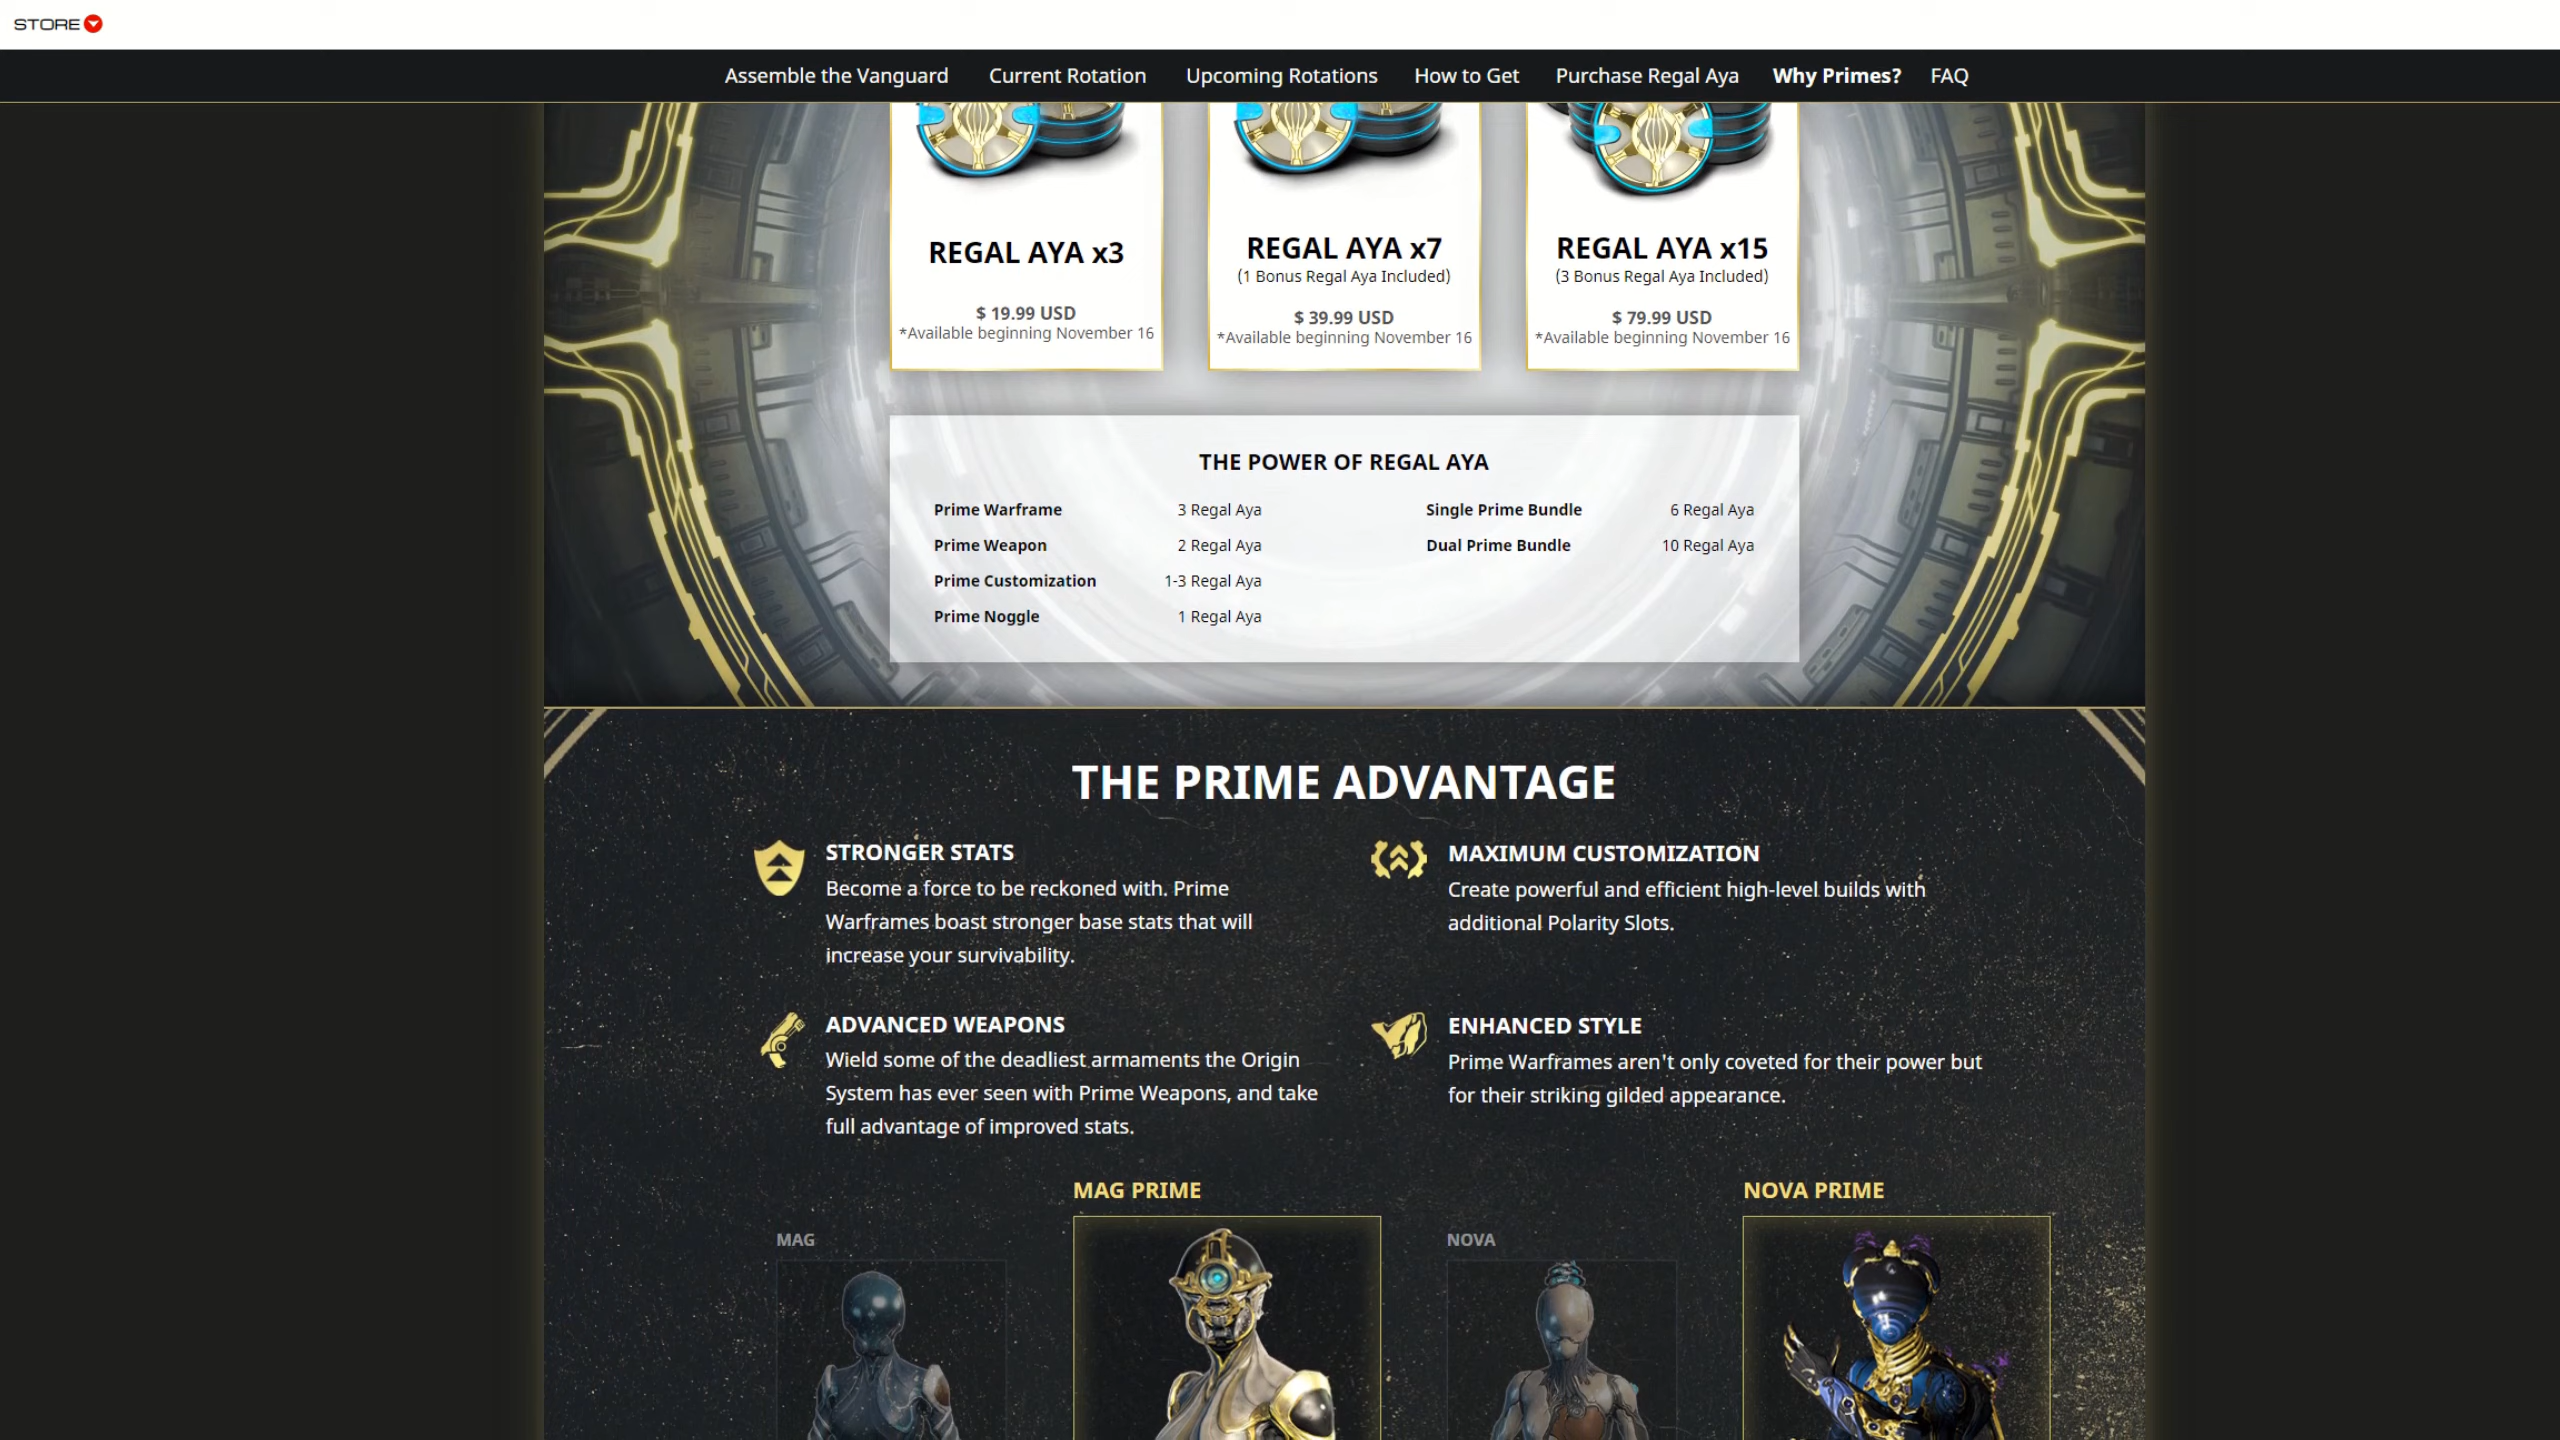 STORE
Assemble the Vanguard Current Rotation Upcoming Rotations How to Get Purchase Regal Aya Why Primes? FAQ
REGAL AYA x3
$ 19.99 USD
*Available beginning November 16
REGAL AYA x7
(1 Bonus Regal Aya Included)
$ 39.99 USD
*Available beginning November 16
REGAL AYA x15
(3 Bonus Regal Aya Included)
$ 79.99 USD
*Available beginning November 16
THE POWER OF REGAL AYA
Prime Warframe 3 Regal Aya
Prime Weapon 2 Regal Aya
Prime Customization 1-3 Regal Aya
Prime Noggle 1 Regal Aya
Single Prime Bundle 6 Regal Aya
Dual Prime Bundle 10 Regal Aya
THE PRIME ADVANTAGE
STRONGER STATS
Become a force to be reckoned with. Prime
Warframes boast stronger base stats that will
increase your survivability.
MAXIMUM CUSTOMIZATION
Create powerful and efficient high-level builds with
additional Polarity Slots.
ADVANCED WEAPONS
Wield some of the deadliest armaments the Origin
System has ever seen with Prime Weapons, and take
full advantage of improved stats.
ENHANCED STYLE
Prime Warframes aren't only coveted for their power but
for their striking gilded appearance.
MAG
MAG PRIME
NOVA
NOVA PRIME